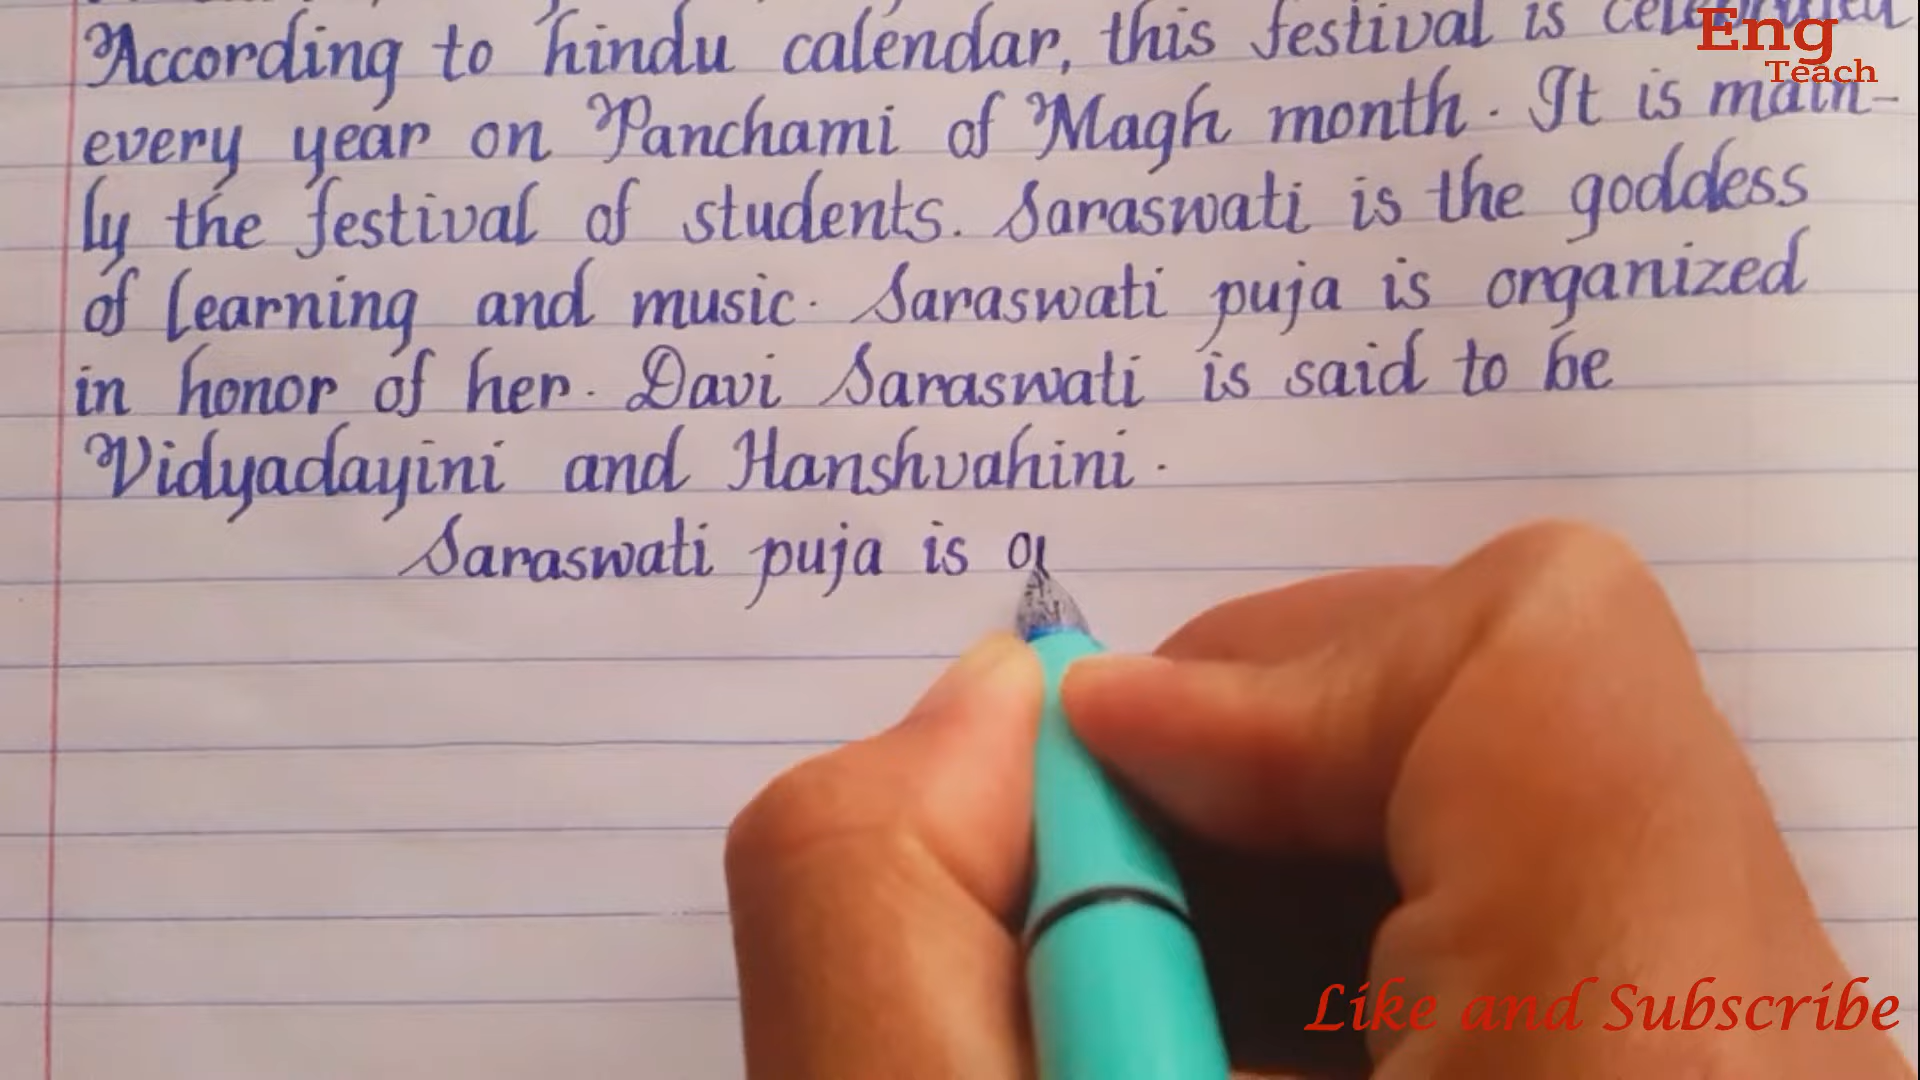 According to hindu calendar, this festival is celebrated
Eng
Teach
every year on Panchami of Magh month. It is main-
ly the festival of students. Saraswati is the goddess
of learning and music. Saraswati puja is organized
in honor of her. Davi Saraswati is said to be
Vidyadayini and Hanshvahini.
Saraswati puja is
Like and Subscribe